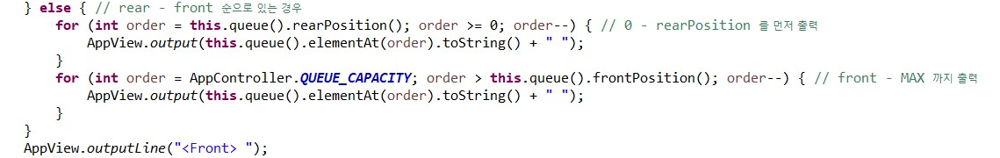 } else { // rear - front 순으로 있는 경우
for (int order = this.queue().rearPosition(); order >= 0; order--) { // 0 - rearPosition 를 먼저 출력
AppView.output(this.queue().elementAt(order).toString() + " ");
}
for (int order = AppController.QUEUE_CAPACITY; order > this.queue().frontPosition(); order--) { // front - MAX 까지 출력
AppView.output(this.queue().elementAt(order).toString() + " ");
}
}
AppView.outputLine("<Front> ");